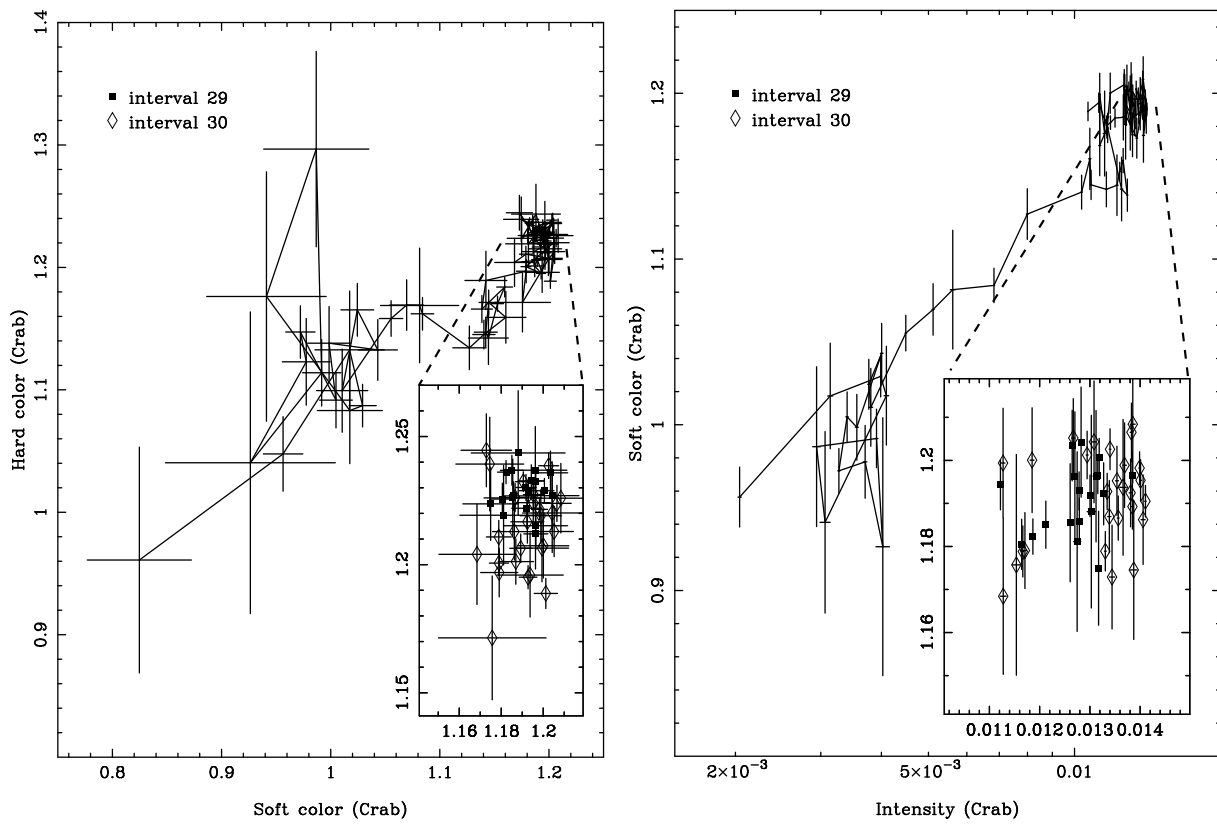 1.4
1.3
1.2
1.1
1
0.9
Hard color (Crab)
interval 29
interval 30
1.25
1.2
1.15
1.16 1.18 1.2
0.8 0.9 1 1.1 1.2
Soft color (Crab)
1.2
1.1
1
0.9
Soft color (Crab)
interval 29
interval 30
1.2
1.18
1.16
0.011 0.012 0.013 0.014
2×10⁻³ 5×10⁻³ 0.01
Intensity (Crab)